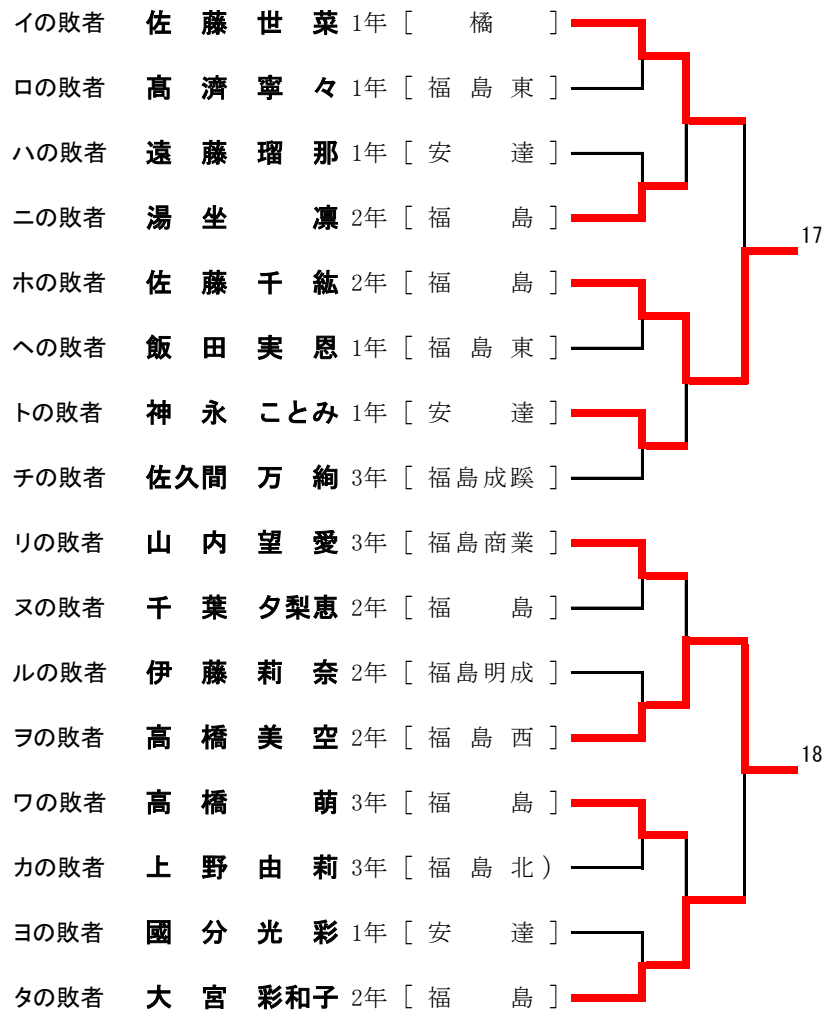 イの敗者 佐藤世菜 1年 [ 橘 ]
ロの敗者 髙濟寧々 1年 [ 福島東 ]
ハの敗者 遠藤瑠那 1年 [ 安達 ]
ニの敗者 湯坐凛 2年 [ 福島 ]
17
ホの敗者 佐藤千紘 2年 [ 福島 ]
ヘの敗者 飯田実恩 1年 [ 福島東 ]
トの敗者 神永ことみ 1年 [ 安達 ]
チの敗者 佐久間万絢 3年 [ 福島成蹊 ]
リの敗者 山内望愛 3年 [ 福島商業 ]
ヌの敗者 千葉夕梨恵 2年 [ 福島 ]
ルの敗者 伊藤莉奈 2年 [ 福島明成 ]
ヲの敗者 高橋美空 2年 [ 福島西 ]
18
ワの敗者 高橋萌 3年 [ 福島 ]
カの敗者 上野由莉 3年 [ 福島北 )
ヨの敗者 國分光彩 1年 [ 安達 ]
タの敗者 大宮彩和子 2年 [ 福島 ]